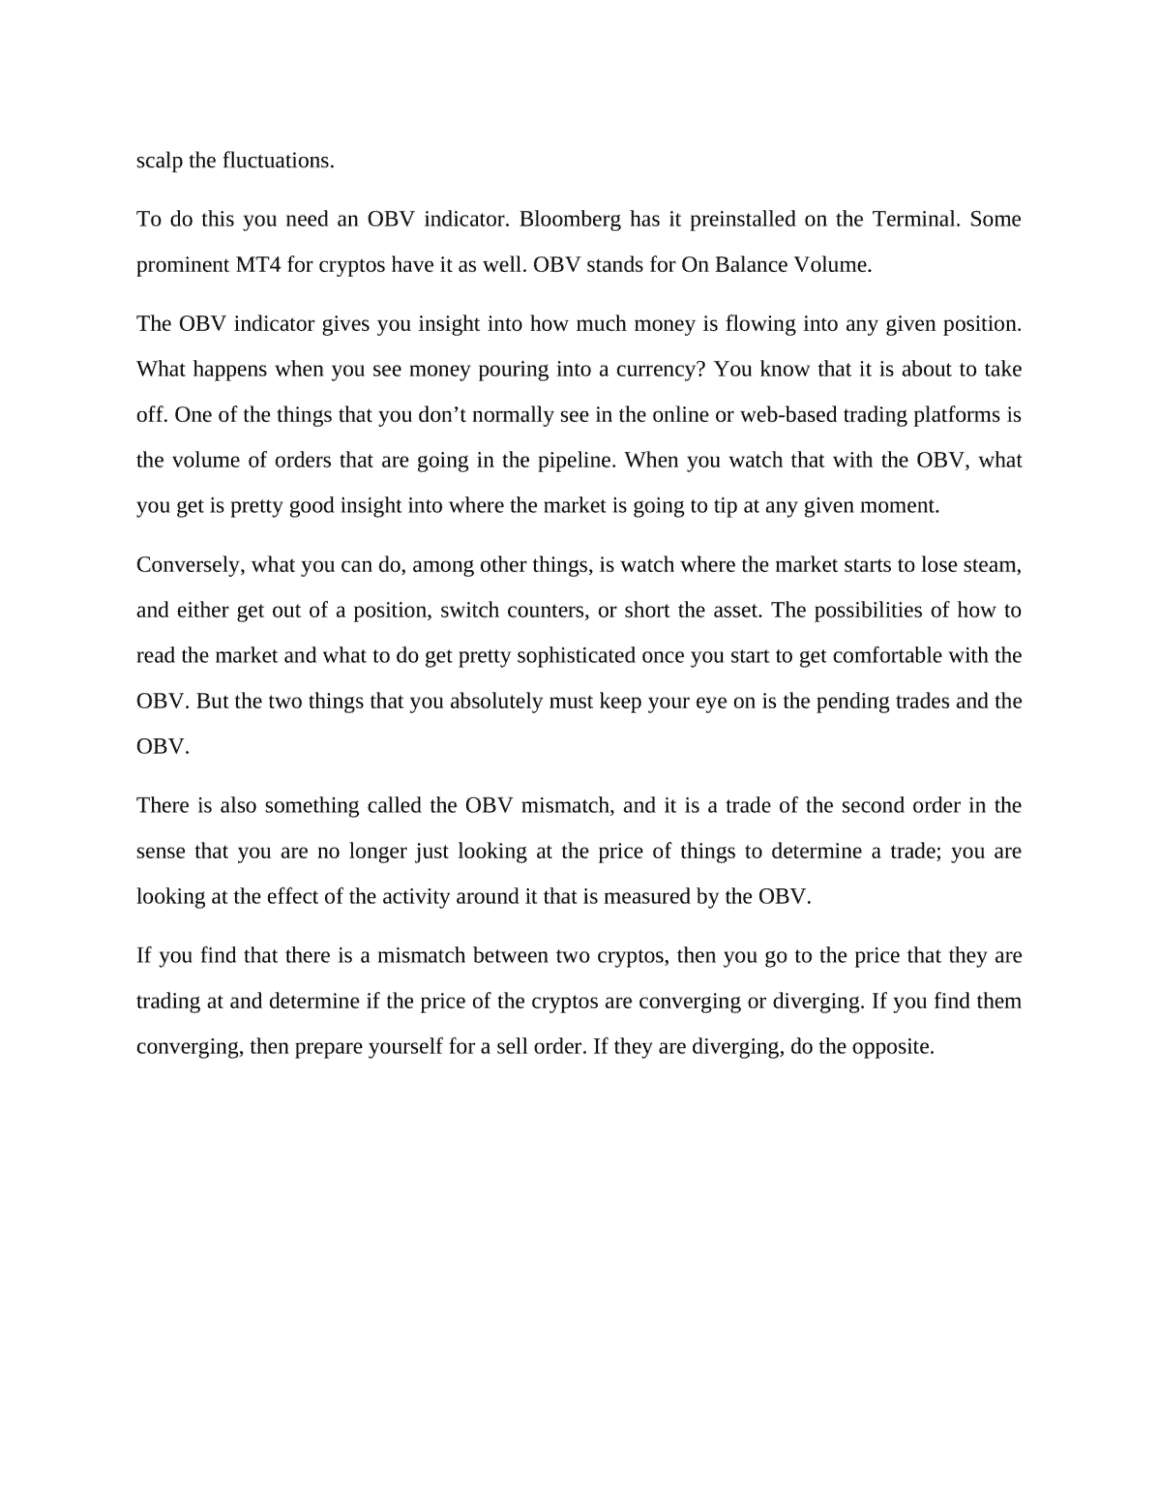 scalp the fluctuations.
To do this you need an OBV indicator. Bloomberg has it preinstalled on the Terminal. Some
prominent MT4 for cryptos have it as well. OBV stands for On Balance Volume.
The OBV indicator gives you insight into how much money is flowing into any given position.
What happens when you see money pouring into a currency? You know that it is about to take
off. One of the things that you don’t normally see in the online or web-based trading platforms is
the volume of orders that are going in the pipeline. When you watch that with the OBV, what
you get is pretty good insight into where the market is going to tip at any given moment.
Conversely, what you can do, among other things, is watch where the market starts to lose steam,
and either get out of a position, switch counters, or short the asset. The possibilities of how to
read the market and what to do get pretty sophisticated once you start to get comfortable with the
OBV. But the two things that you absolutely must keep your eye on is the pending trades and the
OBV.
There is also something called the OBV mismatch, and it is a trade of the second order in the
sense that you are no longer just looking at the price of things to determine a trade; you are
looking at the effect of the activity around it that is measured by the OBV.
If you find that there is a mismatch between two cryptos, then you go to the price that they are
trading at and determine if the price of the cryptos are converging or diverging. If you find them
converging, then prepare yourself for a sell order. If they are diverging, do the opposite.